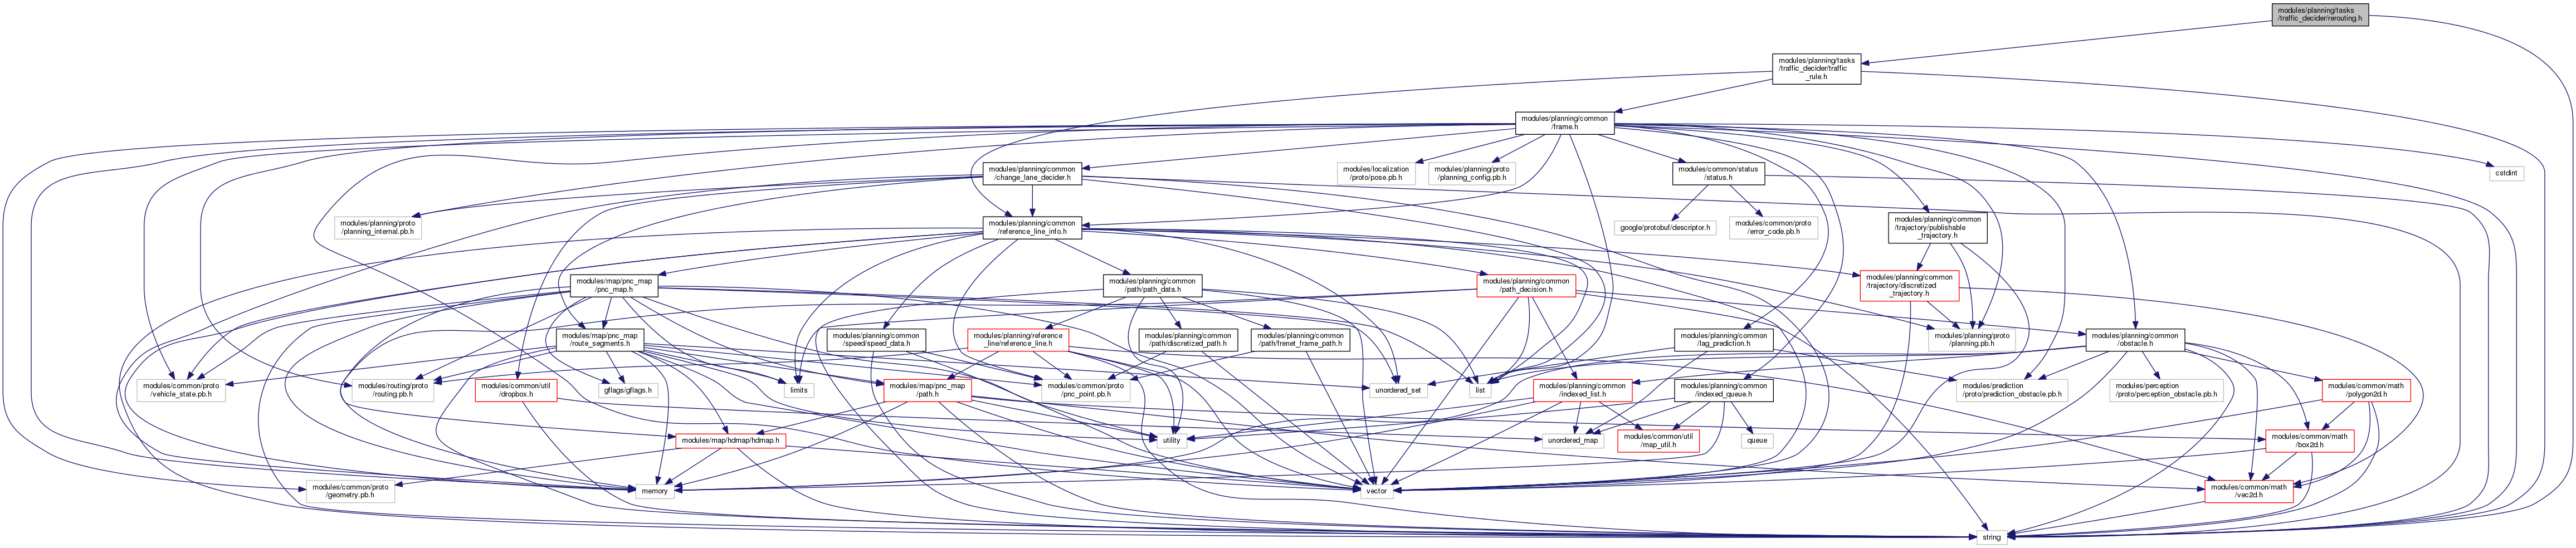 modules/planning/tasks
/traffic_decider/rerouting.h
modules/planning/tasks
/traffic_decider/traffic
_rule.h
modules/planning/common
/frame.h
modules/planning/common
/change_lane_decider.h
modules/localization
/proto/pose.pb.h
modules/planning/proto
/planning_config.pb.h
modules/common/status
/status.h
cstdint
modules/planning/proto
/planning_internal.pb.h
modules/planning/common
/reference_line_info.h
google/protobuf/descriptor.h
modules/common/proto
/error_code.pb.h
modules/planning/common
/trajectory/publishable
_trajectory.h
modules/map/pnc_map
/pnc_map.h
modules/planning/common
/path/path_data.h
modules/planning/common
/path_decision.h
modules/planning/common
/trajectory/discretized
_trajectory.h
modules/map/pnc_map
/route_segments.h
modules/planning/common
/speed/speed_data.h
modules/planning/reference
_line/reference_line.h
modules/planning/common
/path/discretized_path.h
modules/planning/common
/path/frenet_frame_path.h
modules/planning/common
/lag_prediction.h
modules/planning/proto
/planning.pb.h
modules/planning/common
/obstacle.h
modules/common/proto
/vehicle_state.pb.h
modules/routing/proto
/routing.pb.h
modules/common/util
/dropbox.h
gflags/gflags.h
limits
modules/map/pnc_map
/path.h
modules/common/proto
/pnc_point.pb.h
unordered_set
list
modules/planning/common
/indexed_list.h
modules/planning/common
/indexed_queue.h
modules/prediction
/proto/prediction_obstacle.pb.h
modules/perception
/proto/perception_obstacle.pb.h
modules/common/math
/polygon2d.h
modules/map/hdmap/hdmap.h
utility
unordered_map
modules/common/util
/map_util.h
queue
modules/common/math
/box2d.h
modules/common/proto
/geometry.pb.h
memory
vector
modules/common/math
/vec2d.h
string